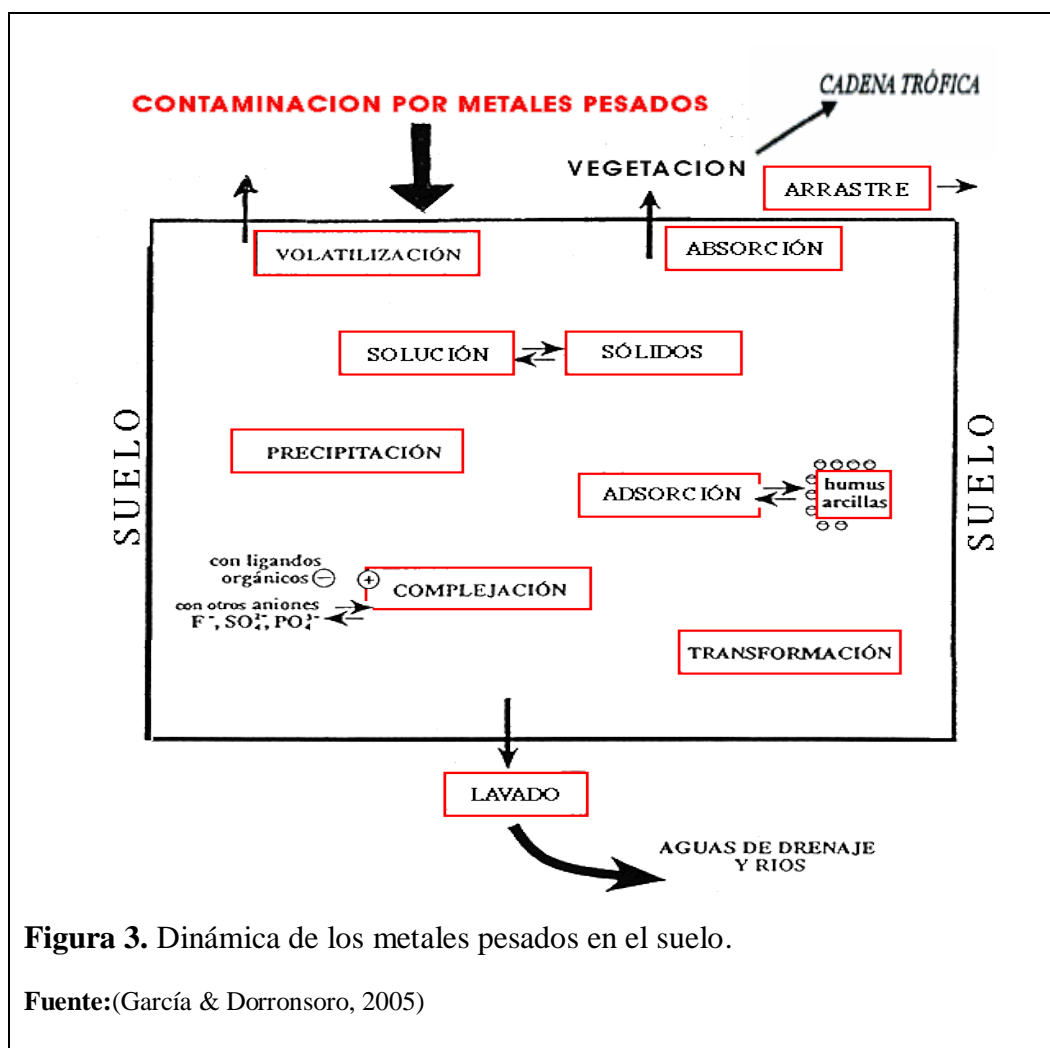 CADENA TRÓFICA
CONTAMINACION POR METALES PESADOS
VEGETACION
ARRASTRE
VOLATILIZACIÓN
ABSORCIÓN
SOLUCIÓN
SÓLIDOS
SUELO
SUELO
PRECIPITACIÓN
ADSORCIÓN
humus
arcillas
con ligandos
orgánicos ⊖
⊕
COMPLEJACIÓN
con otros aniones
F⁻, SO₄²⁻, PO₄³⁻
TRANSFORMACIÓN
LAVADO
AGUAS DE DRENAJE
Y RIOS
Figura 3. Dinámica de los metales pesados en el suelo.
Fuente:(García & Dorronsoro, 2005)